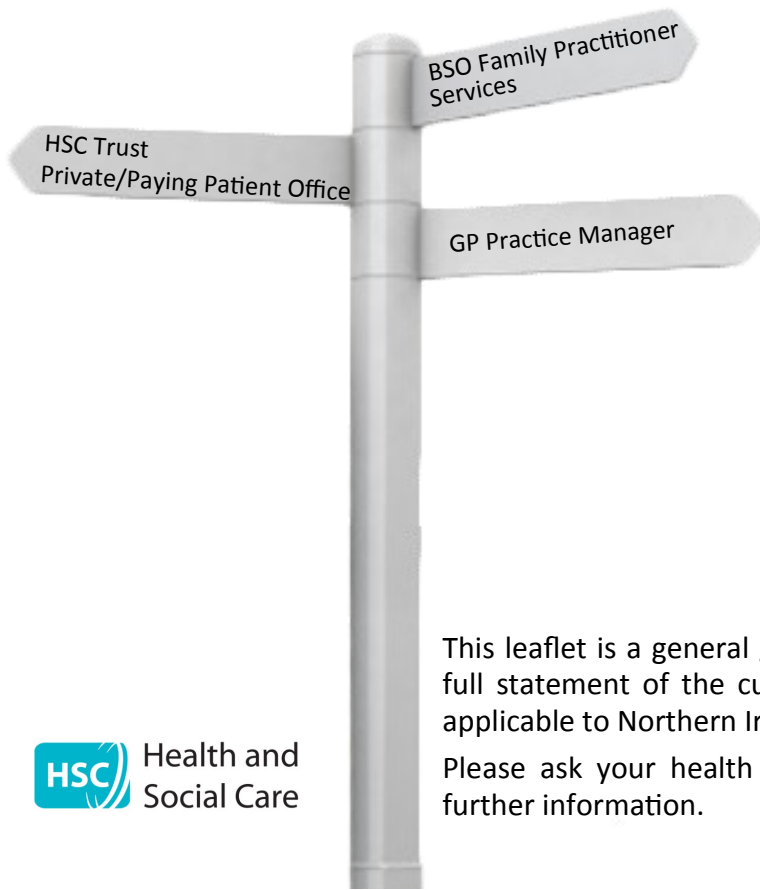 BSO Family Practitioner
Services
HSC Trust
Private/Paying Patient Office
GP Practice Manager
This leaflet is a general
full statement of the cu
applicable to Northern Ir
Please ask your health
further information.
HSC
Health and
Social Care